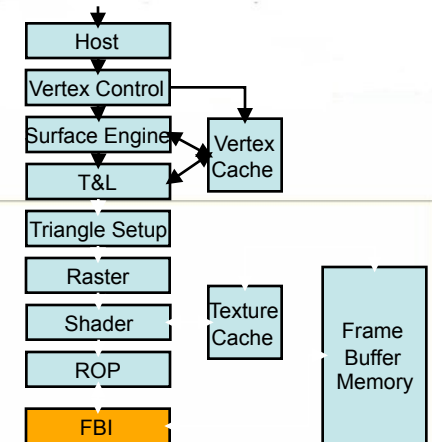 Host
Vertex Control
Surface Engine
Vertex
Cache
T&L
Triangle Setup
Raster
Shader
Texture
Cache
Frame
Buffer
Memory
ROP
FBI